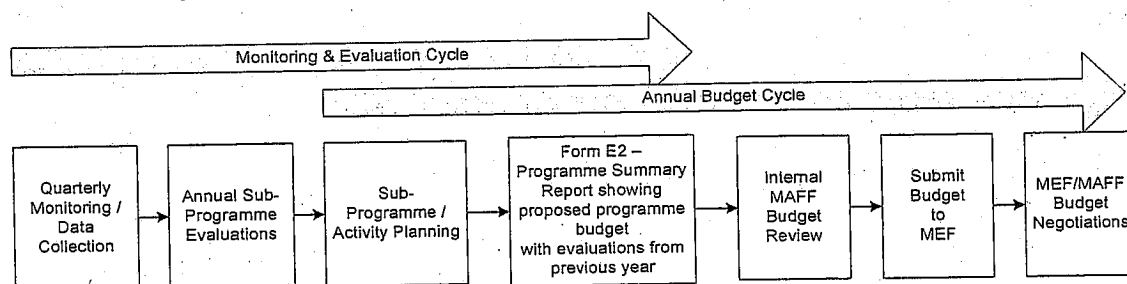 Monitoring & Evaluation Cycle
Annual Budget Cycle
Quarterly
Monitoring /
Data
Collection
Annual Sub-
Programme
Evaluations
Sub-
Programme /
Activity Planning
Form E2 –
Programme Summary
Report showing
proposed programme
budget
with evaluations from
previous year
Internal
MAFF
Budget
Review
Submit
Budget
to
MEF
MEF/MAFF
Budget
Negotiations